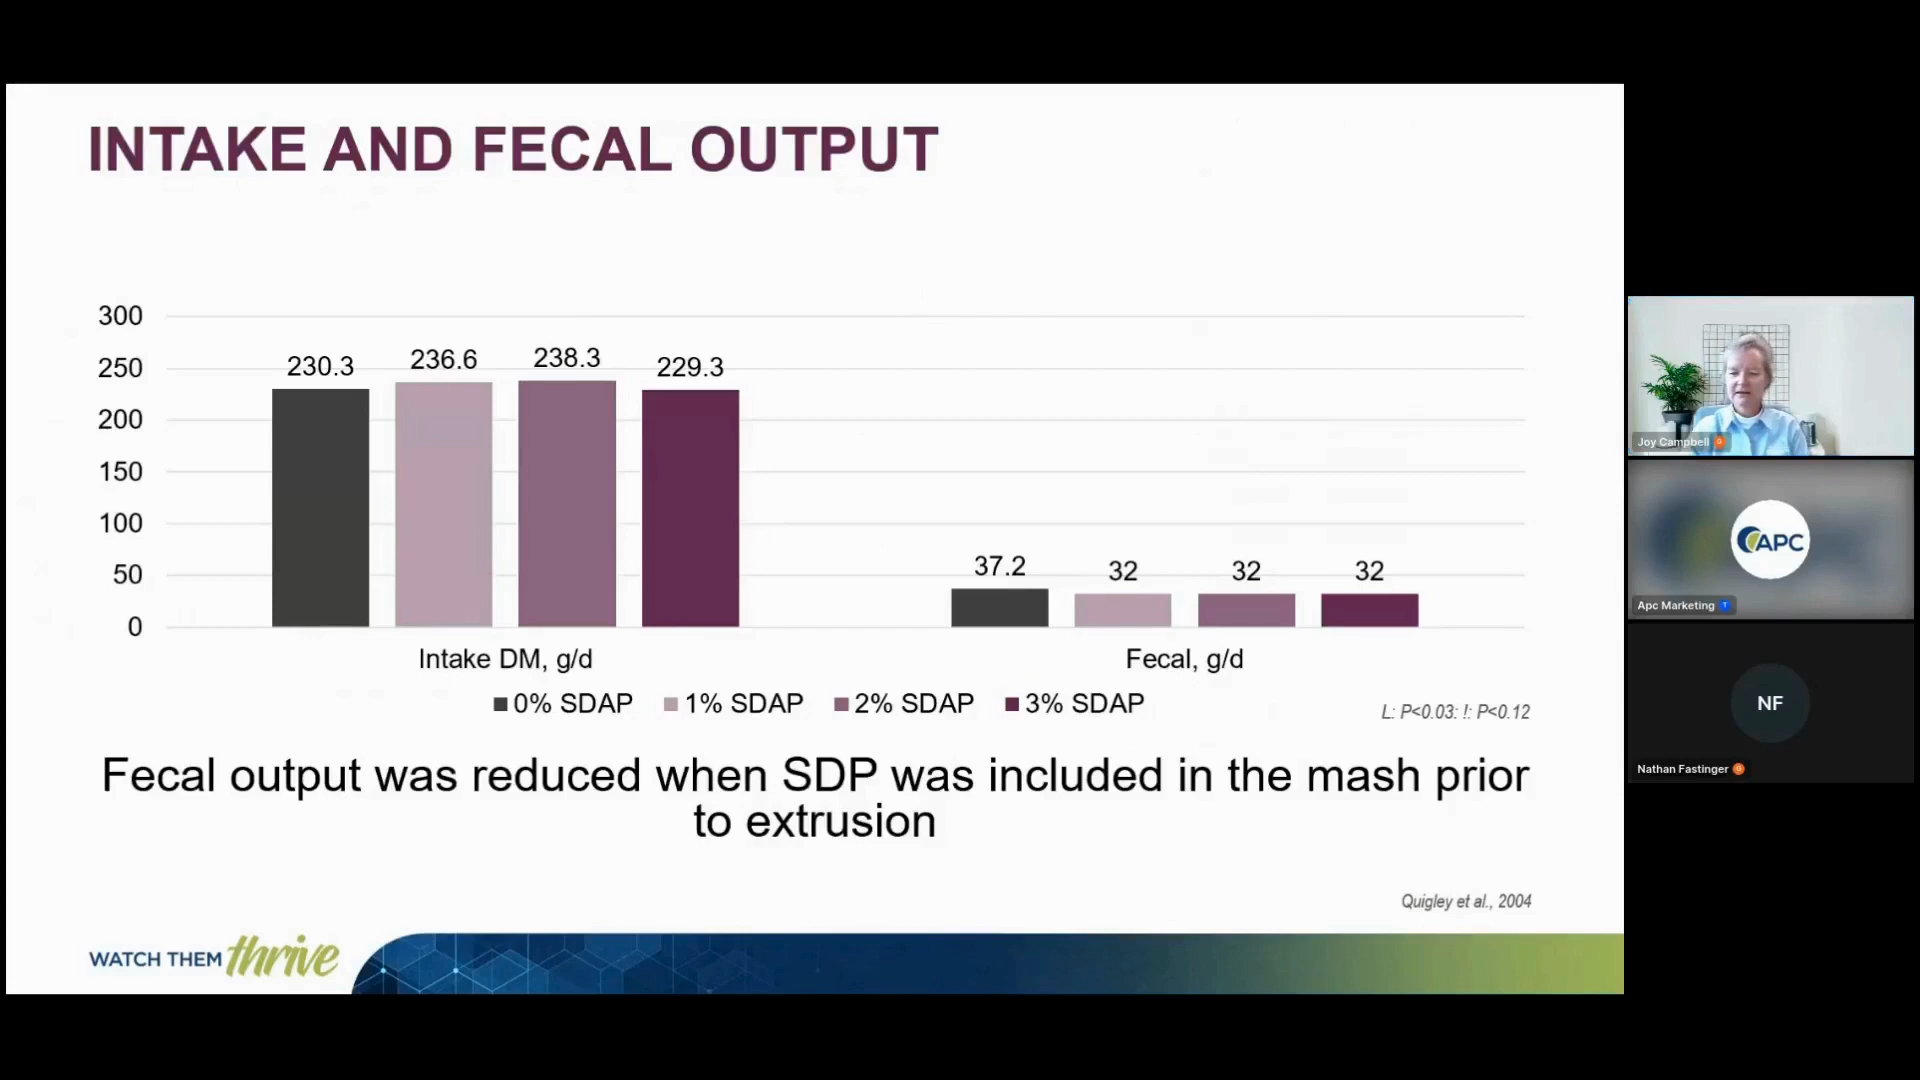 INTAKE AND FECAL OUTPUT
300
250
200
150
100
50
0
230.3
236.6
238.3
229.3
37.2
32
32
32
Intake DM, g/d
Fecal, g/d
0% SDAP
1% SDAP
2% SDAP
3% SDAP
L: P<0.03: !: P<0.12
Fecal output was reduced when SDP was included in the mash prior
to extrusion
Quigley et al., 2004
WATCH THEM thrive
Joy Campbell G
APC
Apc Marketing T
NF
Nathan Fastinger G